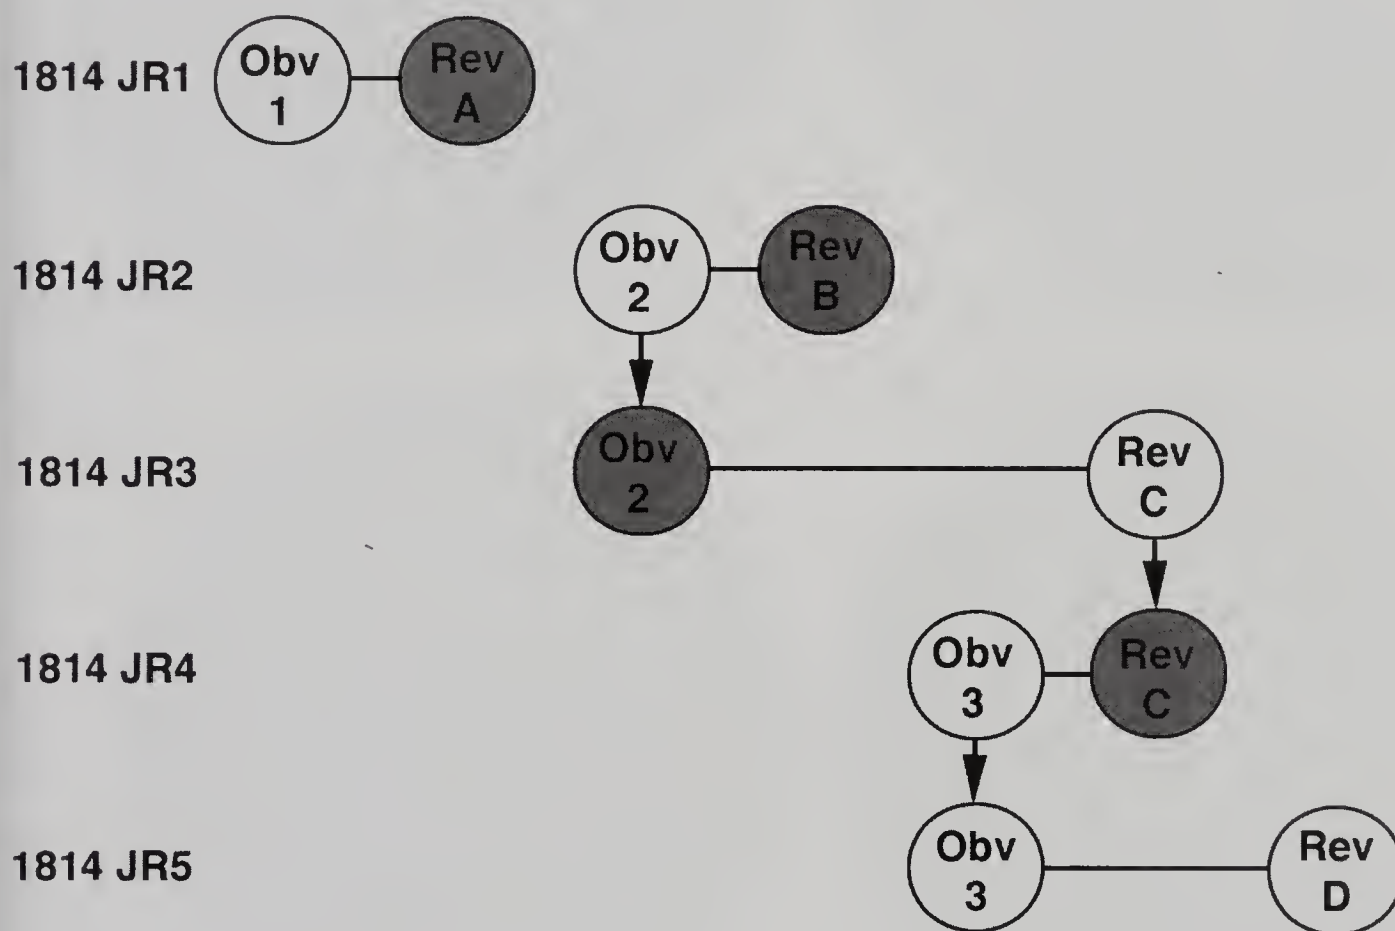 1814 JR1 Obv 1 Rev A
1814 JR2 Obv 2 Rev B
1814 JR3 Obv 2 Rev C
1814 JR4 Obv 3 Rev C
1814 JR5 Obv 3 Rev D